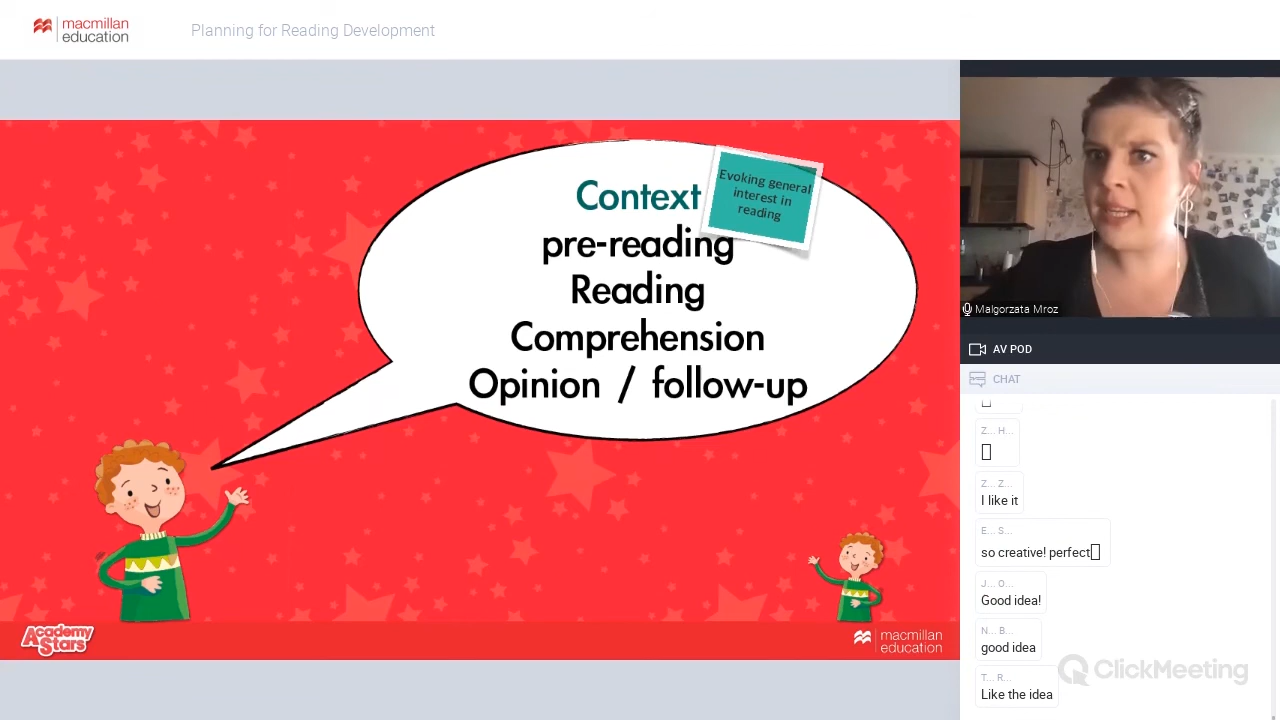 macmillan
education
Planning for Reading Development
Context
Evoking general
interest in
reading
pre-reading
Reading
Comprehension
Opinion / follow-up
Academy
Stars
macmillan
education
Malgorzata Mroz
AV POD
CHAT
Z... H...
Z... Z...
I like it
E... S...
so creative! perfect
J... O...
Good idea!
N... B...
good idea
T... R...
Like the idea
ClickMeeting